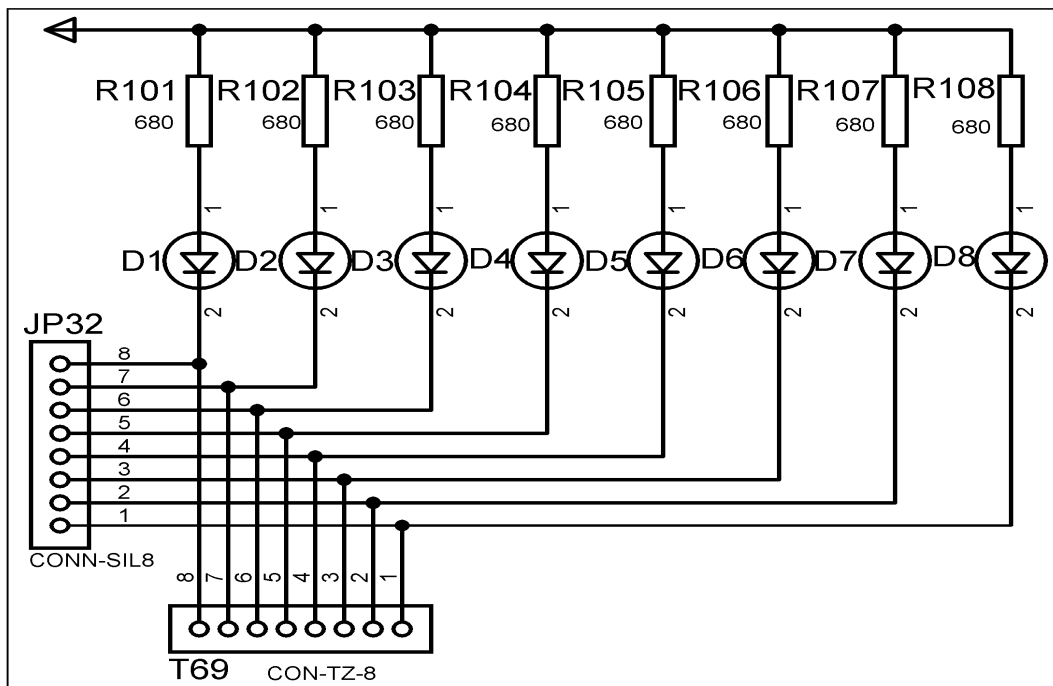 R101 R102 R103 R104 R105 R106 R107 R108
680 680 680 680 680 680 680 680
1 1 1 1 1 1 1 1
D1 D2 D3 D4 D5 D6 D7 D8
2 2 2 2 2 2 2 2
JP32
8
7
6
5
4
3
2
1
CONN-SIL8
8 7 6 5 4 3 2 1
T69 CON-TZ-8